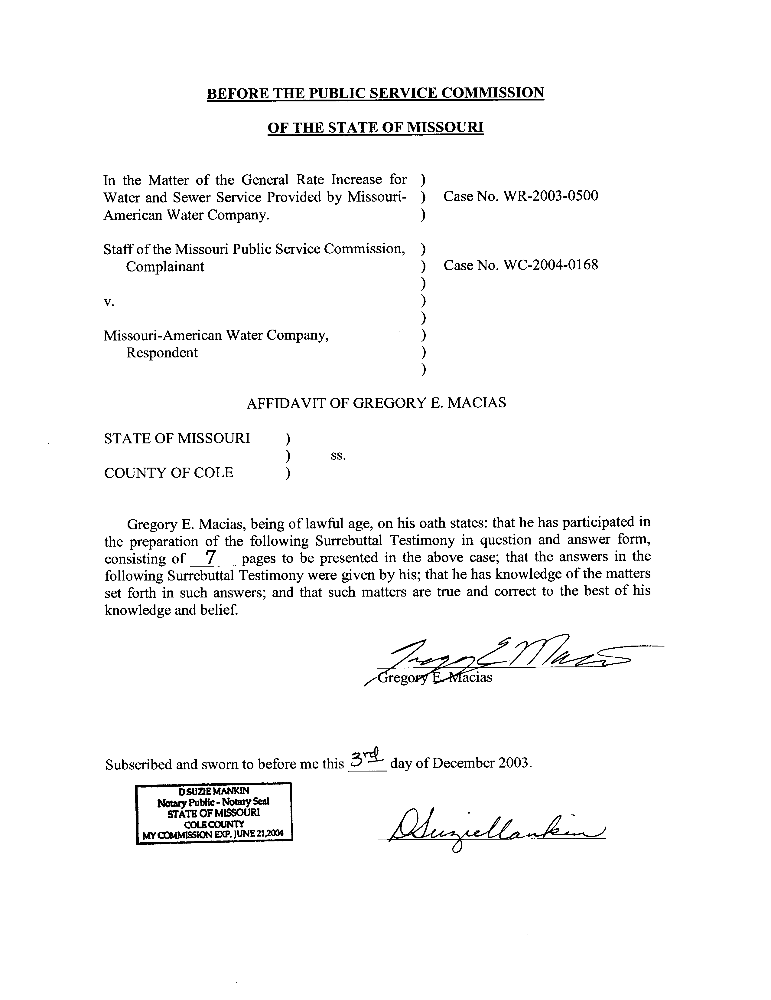 BEFORE THE PUBLIC SERVICE COMMISSION
OF THE STATE OF MISSOURI
In the Matter of the General Rate Increase for )
Water and Sewer Service Provided by Missouri- ) Case No. WR-2003-0500
American Water Company. )
Staff of the Missouri Public Service Commission, )
Complainant ) Case No. WC-2004-0168
)
v. )
)
Missouri-American Water Company, )
Respondent )
)
AFFIDAVIT OF GREGORY E. MACIAS
STATE OF MISSOURI )
) ss.
COUNTY OF COLE )
Gregory E. Macias, being of lawful age, on his oath states: that he has participated in
the preparation of the following Surrebuttal Testimony in question and answer form,
consisting of 7 pages to be presented in the above case; that the answers in the
following Surrebuttal Testimony were given by his; that he has knowledge of the matters
set forth in such answers; and that such matters are true and correct to the best of his
knowledge and belief.
Gregory E Macias
Gregory E. Macias
Subscribed and sworn to before me this 3rd day of December 2003.
D SUZIE MANKIN
Notary Public - Notary Seal
STATE OF MISSOURI
COLE COUNTY
MY COMMISSION EXP. JUNE 21,2004
D Suzie Mankin